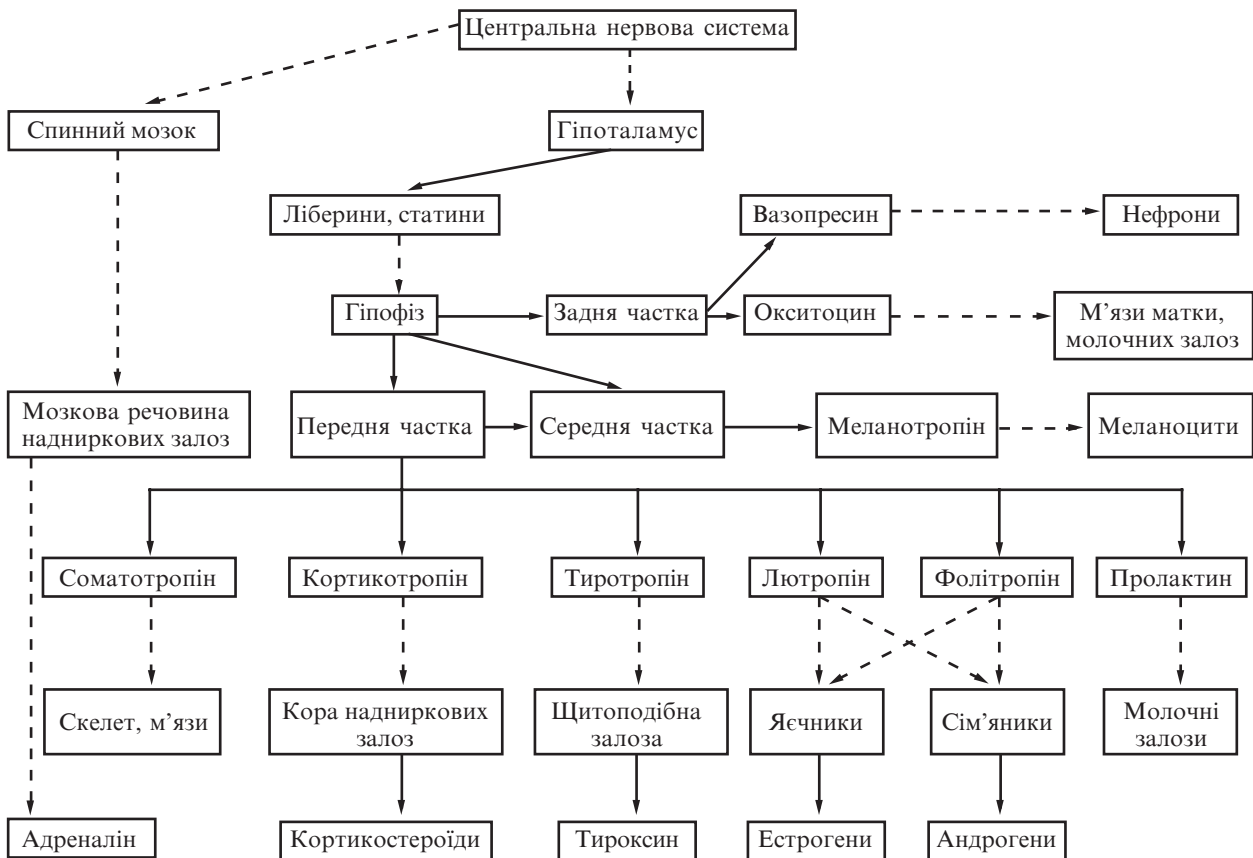 Центральна нервова система
Спинний мозок
Гіпоталамус
Ліберини, статини
Вазопресин
Нефрони
Гіпофіз
Задня частка
Окситоцин
М’язи матки,
молочних залоз
Мозкова речовина
надниркових залоз
Передня частка
Середня частка
Меланотропін
Меланоцити
Соматотропін
Кортикотропін
Тиротропін
Лютропін
Фолітропін
Пролактин
Скелет, м’язи
Кора надниркових
залоз
Щитоподібна
залоза
Яєчники
Сім’яники
Молочні
залози
Адреналін
Кортикостероїди
Тироксин
Естрогени
Андрогени